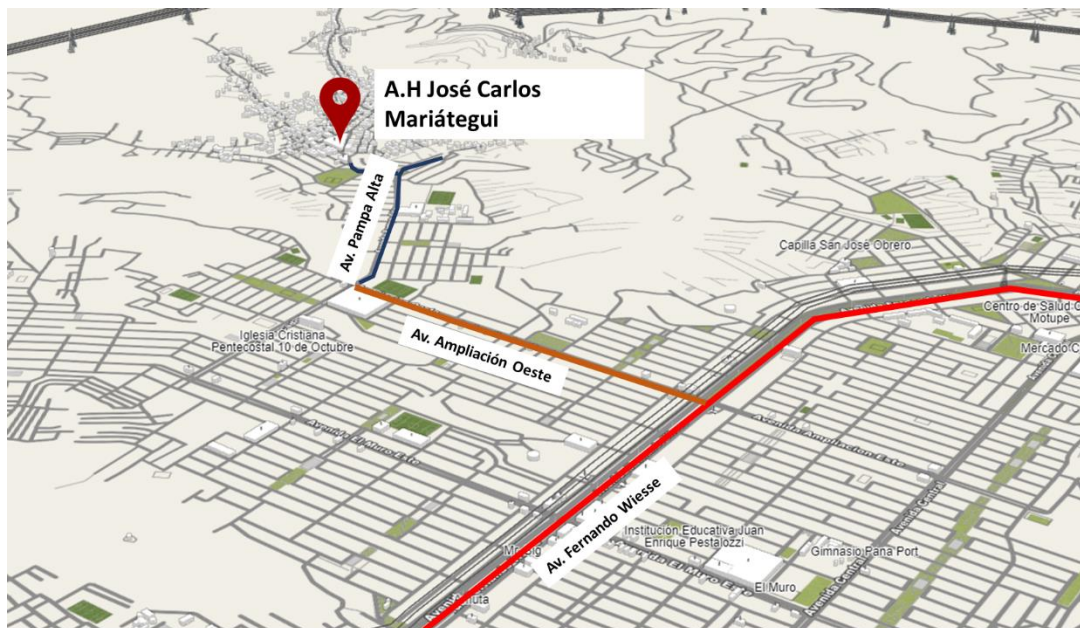 A.H José Carlos
Mariátegui
Av. Pampa Alta
Capilla San José Obrero
Centro de Salud
Motupe
Iglesia Cristiana
Pentecostal 10 de Octubre
Av. Ampliación Oeste
Mercado
Avenida El Muro Este
Avenida Ampliacion Este
Av. Fernando Wiesse
Institución Educativa Juan
Enrique Pestalozzi
Gimnasio Pana Port
Avenida Central
El Muro
Avenida Central